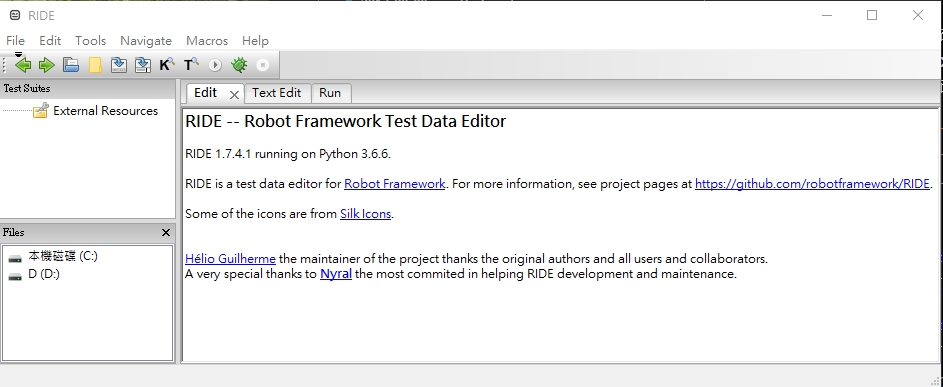 RIDE
File Edit Tools Navigate Macros Help
K T
Test Suites
External Resources
Files
本機磁碟 (C:)
D (D:)
Edit Text Edit Run
RIDE -- Robot Framework Test Data Editor
RIDE 1.7.4.1 running on Python 3.6.6.
RIDE is a test data editor for Robot Framework. For more information, see project pages at https://github.com/robotframework/RIDE.
Some of the icons are from Silk Icons.
Hélio Guilherme the maintainer of the project thanks the original authors and all users and collaborators.
A very special thanks to Nyral the most commited in helping RIDE development and maintenance.